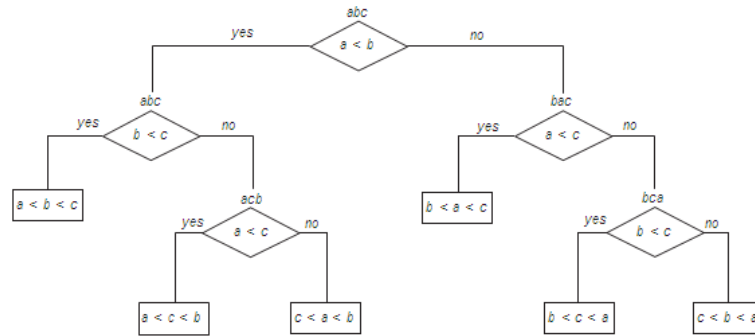 abc
yes
a < b
no
abc
bac
yes
b < c
no
yes
a < c
no
a < b < c
acb
b < a < c
bca
yes
a < c
no
yes
b < c
no
a < c < b
c < a < b
b < c < a
c < b < a